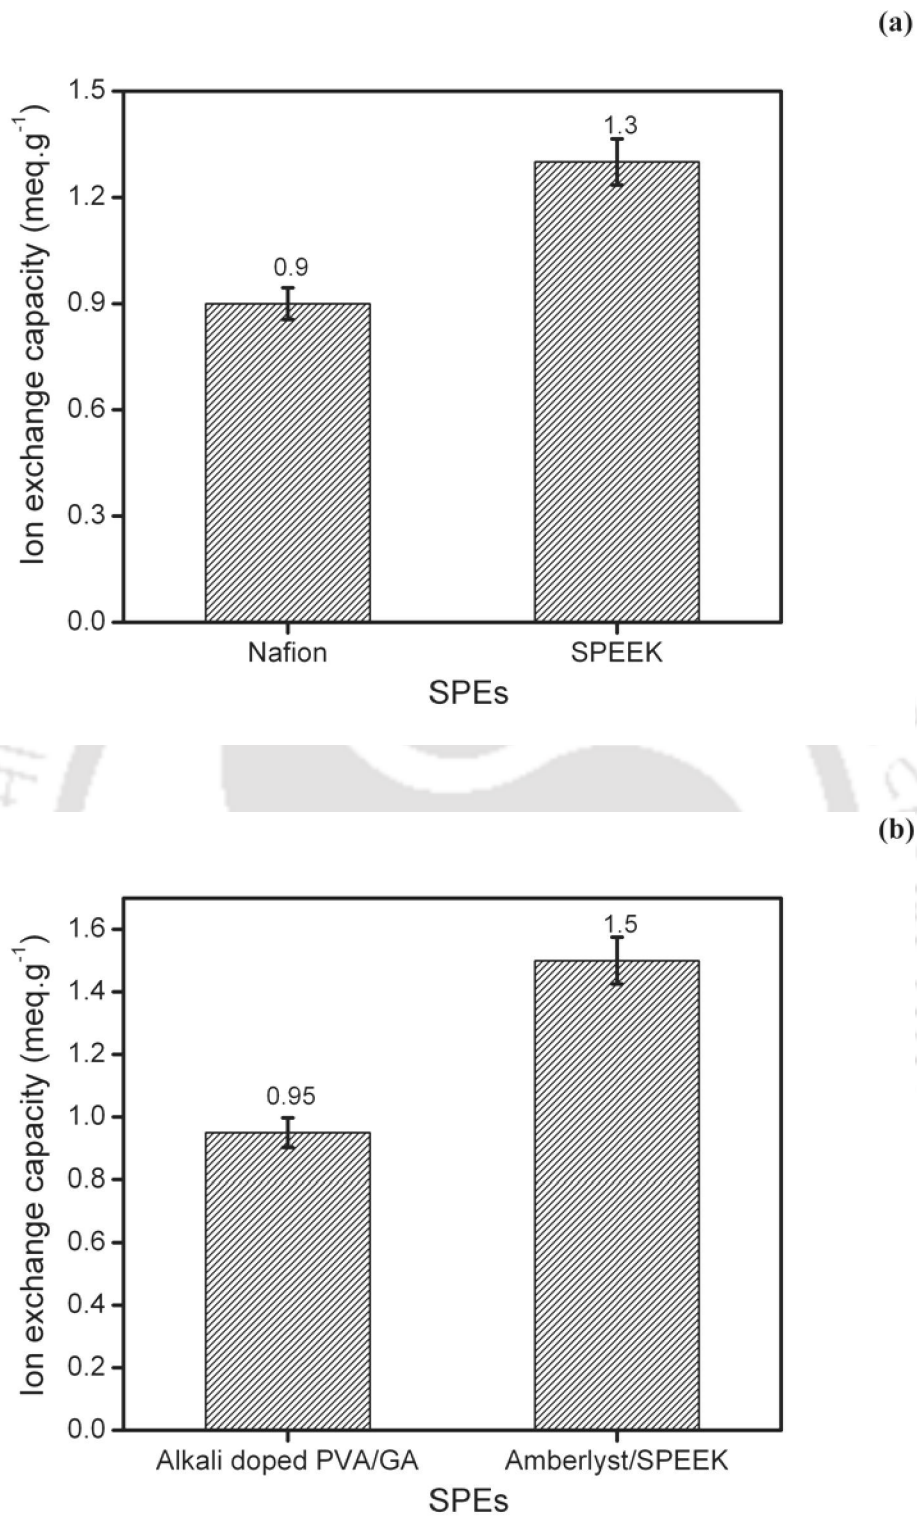 (a)
Ion exchange capacity (meq.g⁻¹)
1.5
1.2
0.9
0.6
0.3
0.0
0.9
1.3
Nafion
SPEEK
SPEs
(b)
Ion exchange capacity (meq.g⁻¹)
1.6
1.4
1.2
1.0
0.8
0.6
0.4
0.2
0.0
0.95
1.5
Alkali doped PVA/GA
Amberlyst/SPEEK
SPEs